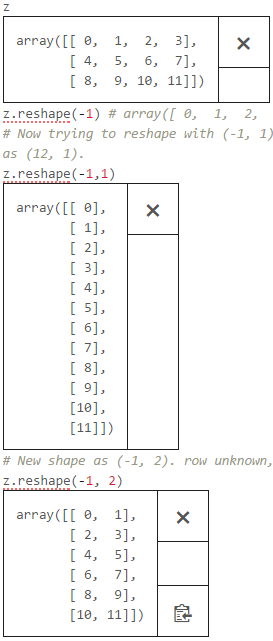 z
array([[ 0,  1,  2,  3],
       [ 4,  5,  6,  7],
       [ 8,  9, 10, 11]])
z.reshape(-1) # array([ 0,  1,  2,
# Now trying to reshape with (-1, 1)
as (12, 1).
z.reshape(-1,1)
array([[ 0],
       [ 1],
       [ 2],
       [ 3],
       [ 4],
       [ 5],
       [ 6],
       [ 7],
       [ 8],
       [ 9],
       [10],
       [11]])
# New shape as (-1, 2). row unknown,
z.reshape(-1, 2)
array([[ 0,  1],
       [ 2,  3],
       [ 4,  5],
       [ 6,  7],
       [ 8,  9],
       [10, 11]])